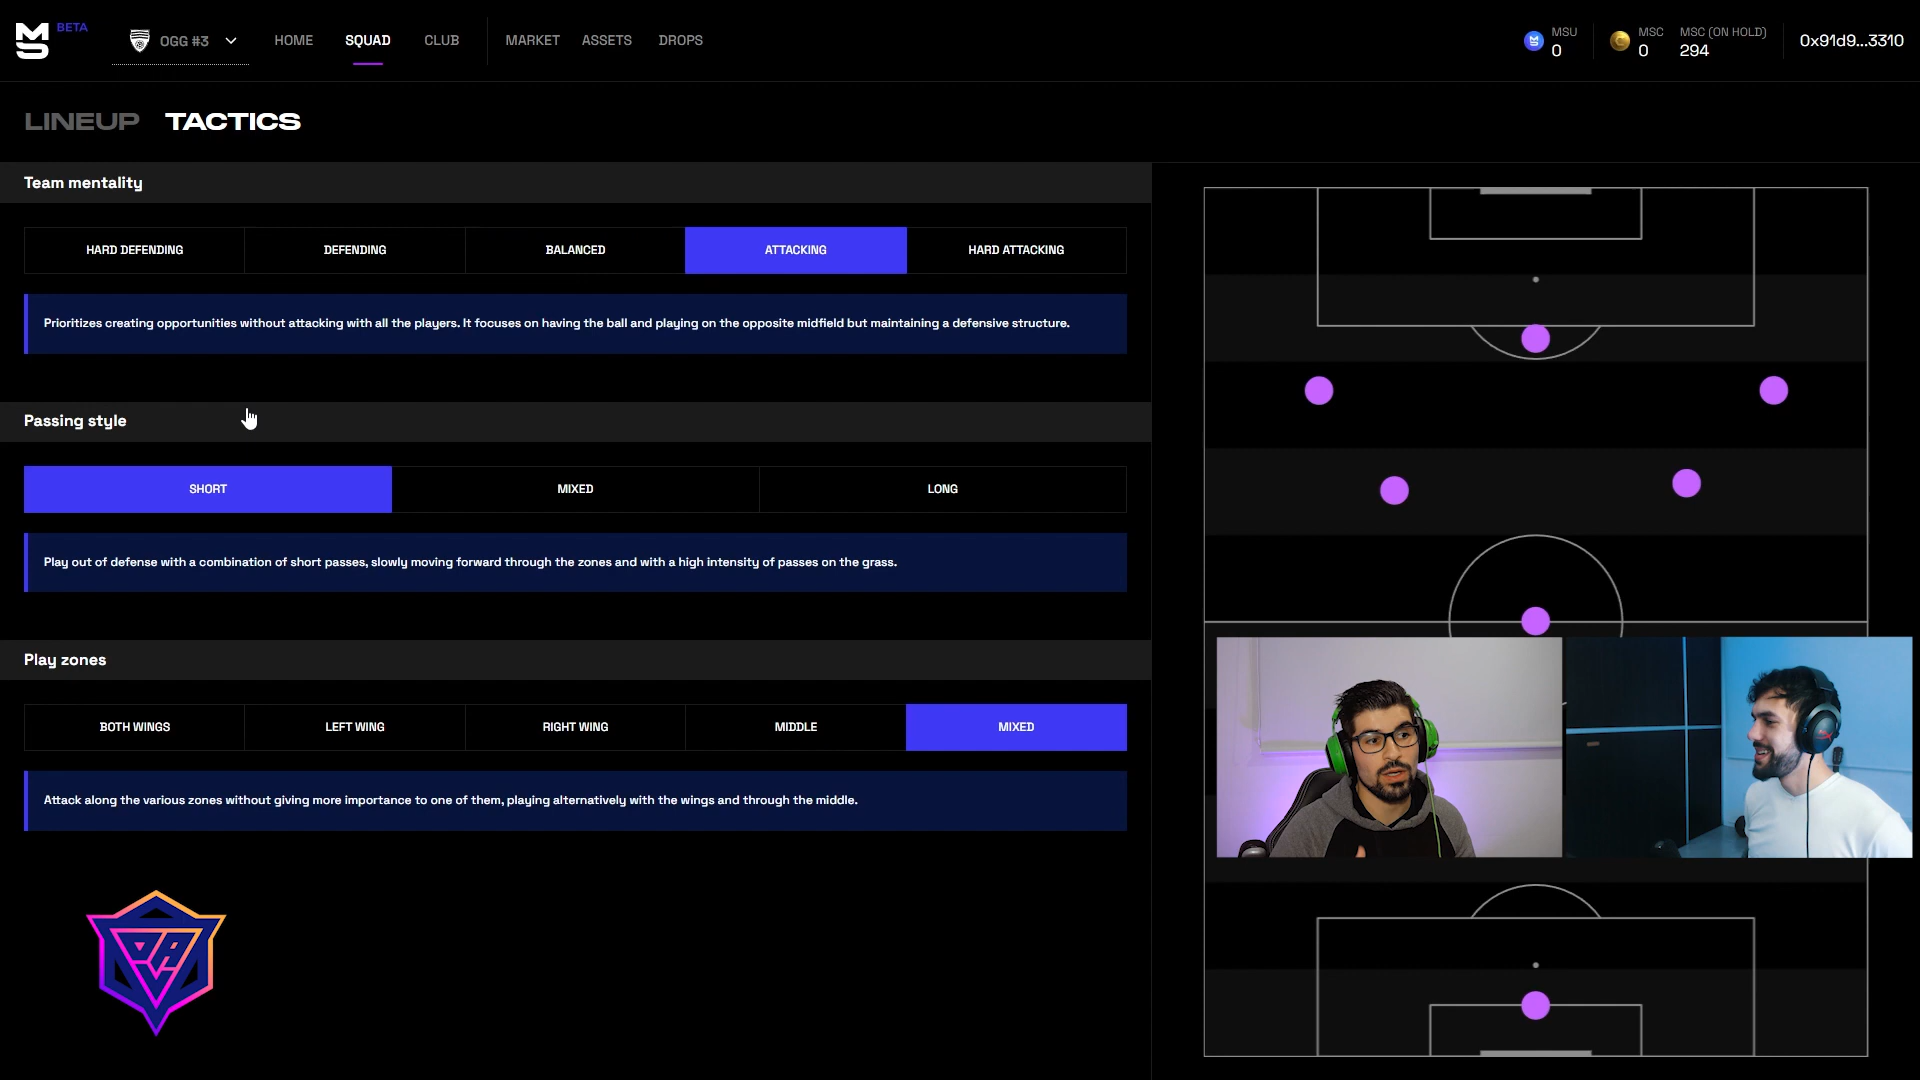 MS BETA
OGG #3
HOME
SQUAD
CLUB
MARKET
ASSETS
DROPS
MSU
0
MSC
0
MSC (ON HOLD)
294
0x91d9...3310
LINEUP
TACTICS
Team mentality
HARD DEFENDING
DEFENDING
BALANCED
ATTACKING
HARD ATTACKING
Prioritizes creating opportunities without attacking with all the players. It focuses on having the ball and playing on the opposite midfield but maintaining a defensive structure.
Passing style
SHORT
MIXED
LONG
Play out of defense with a combination of short passes, slowly moving forward through the zones and with a high intensity of passes on the grass.
Play zones
BOTH WINGS
LEFT WING
RIGHT WING
MIDDLE
MIXED
Attack along the various zones without giving more importance to one of them, playing alternatively with the wings and through the middle.